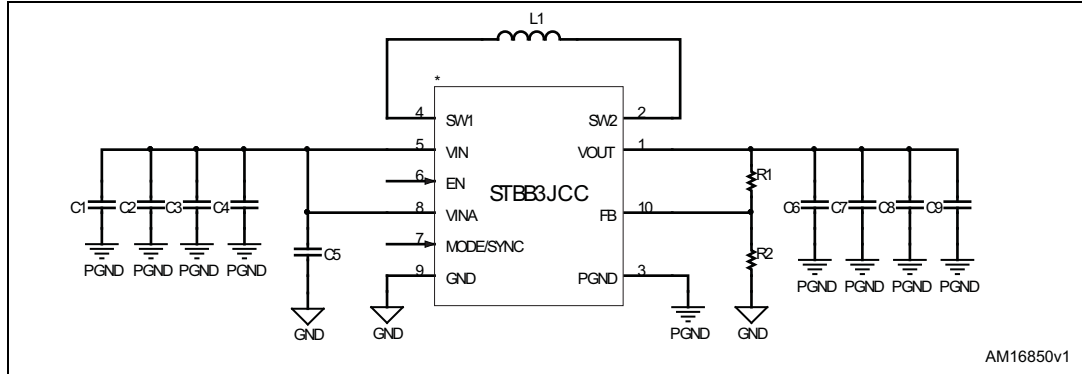 L1
*
4 SW1 SW2 2
5 VIN VOUT 1
6 EN
R1
STBB3JCC
C1 C2 C3 C4
8 VINA FB 10
C6 C7 C8 C9
7 MODE/SYNC
C5
R2
9 GND PGND 3
PGND PGND PGND PGND
PGND PGND PGND PGND
GND GND PGND GND
AM16850v1